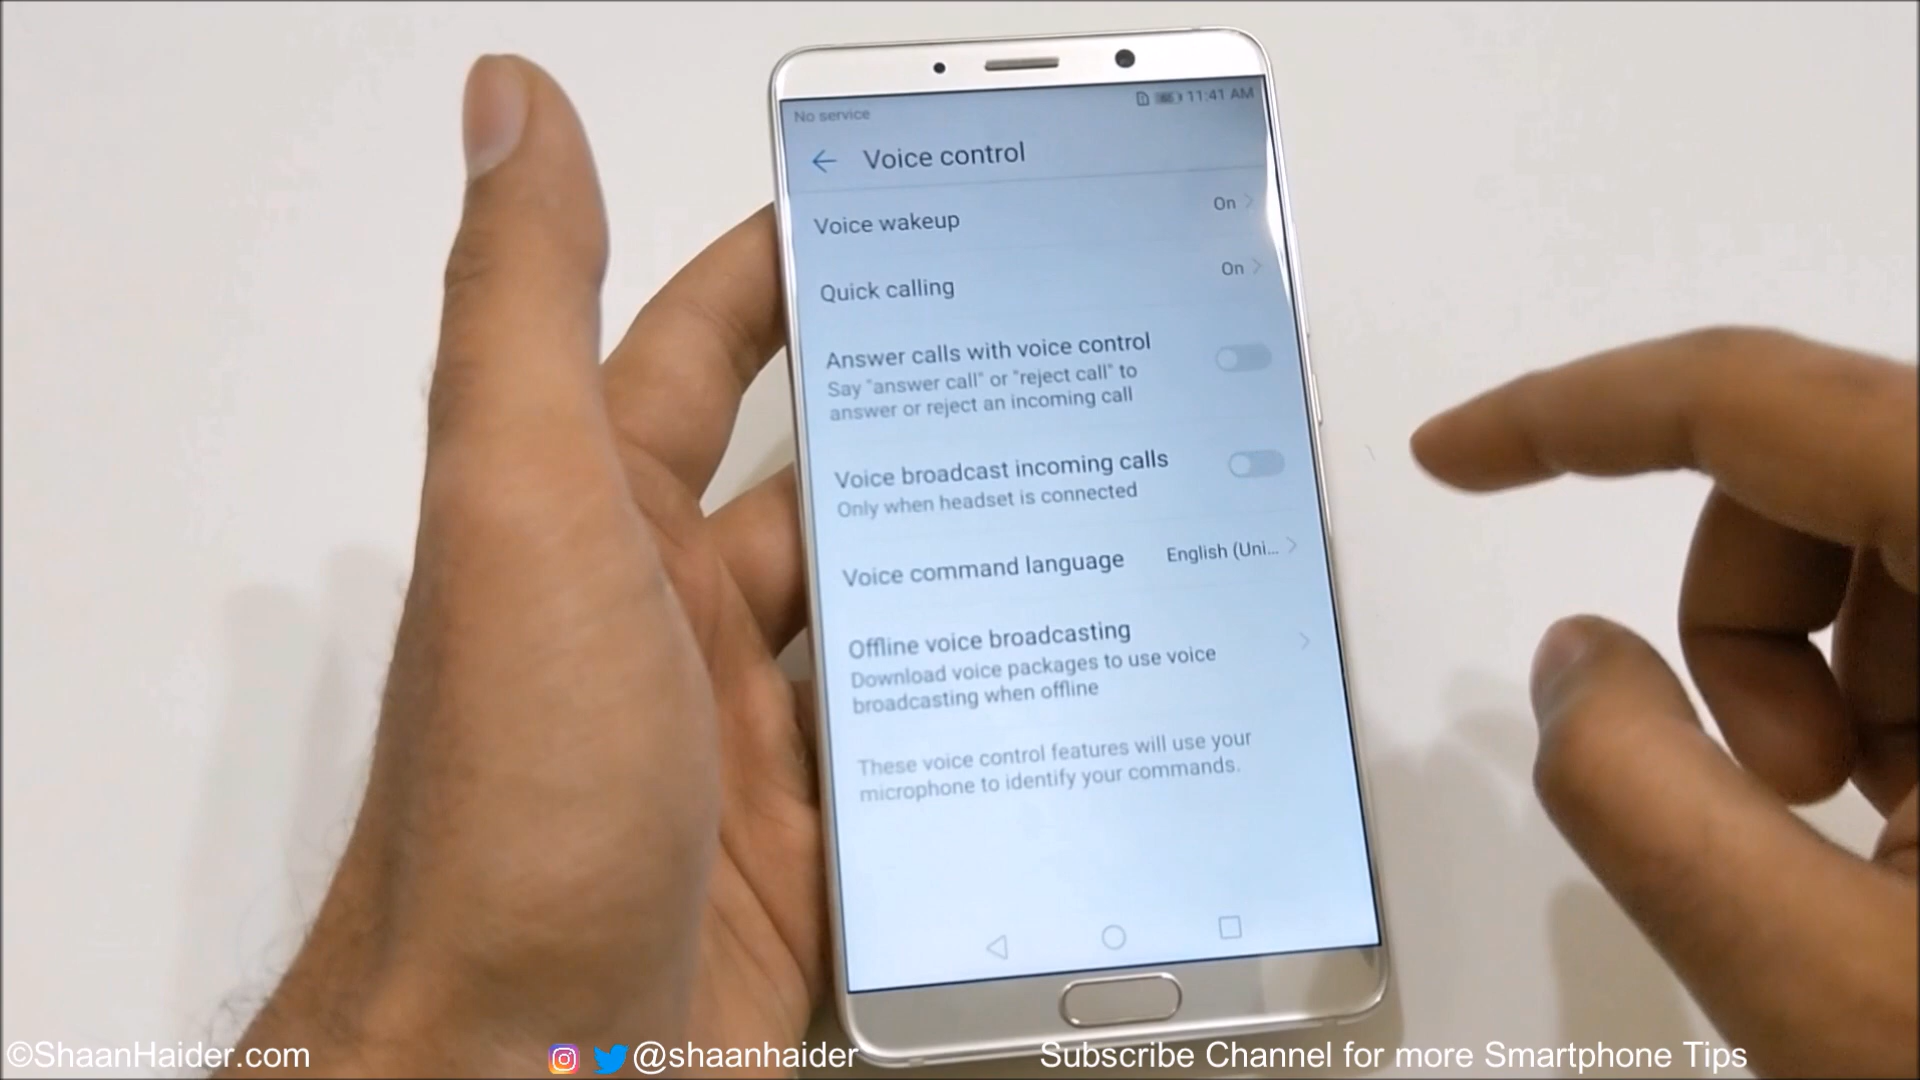 No service
11:41 AM
Voice control
Voice wakeup
On
Quick calling
On
Answer calls with voice control
Say "answer call" or "reject call" to
answer or reject an incoming call
Voice broadcast incoming calls
Only when headset is connected
Voice command language
English (Uni...
Offline voice broadcasting
Download voice packages to use voice
broadcasting when offline
These voice control features will use your
microphone to identify your commands.
©ShaanHaider.com
@shaanhaider
Subscribe Channel for more Smartphone Tips